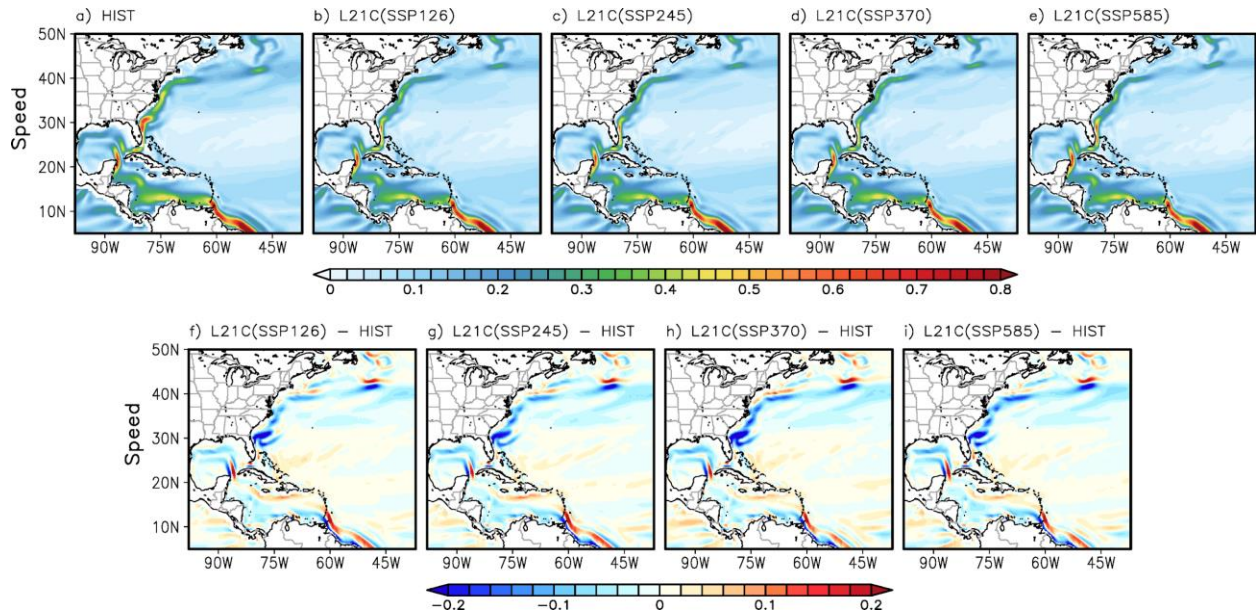 a) HIST b) L21C(SSP126) c) L21C(SSP245) d) L21C(SSP370) e) L21C(SSP585)
Speed
50N
40N
30N
20N
10N
90W 75W 60W 45W 90W 75W 60W 45W 90W 75W 60W 45W 90W 75W 60W 45W 90W 75W 60W 45W
0 0.1 0.2 0.3 0.4 0.5 0.6 0.7 0.8
f) L21C(SSP126) – HIST g) L21C(SSP245) – HIST h) L21C(SSP370) – HIST i) L21C(SSP585) – HIST
Speed
50N
40N
30N
20N
10N
90W 75W 60W 45W 90W 75W 60W 45W 90W 75W 60W 45W 90W 75W 60W 45W
−0.2 −0.1 0 0.1 0.2